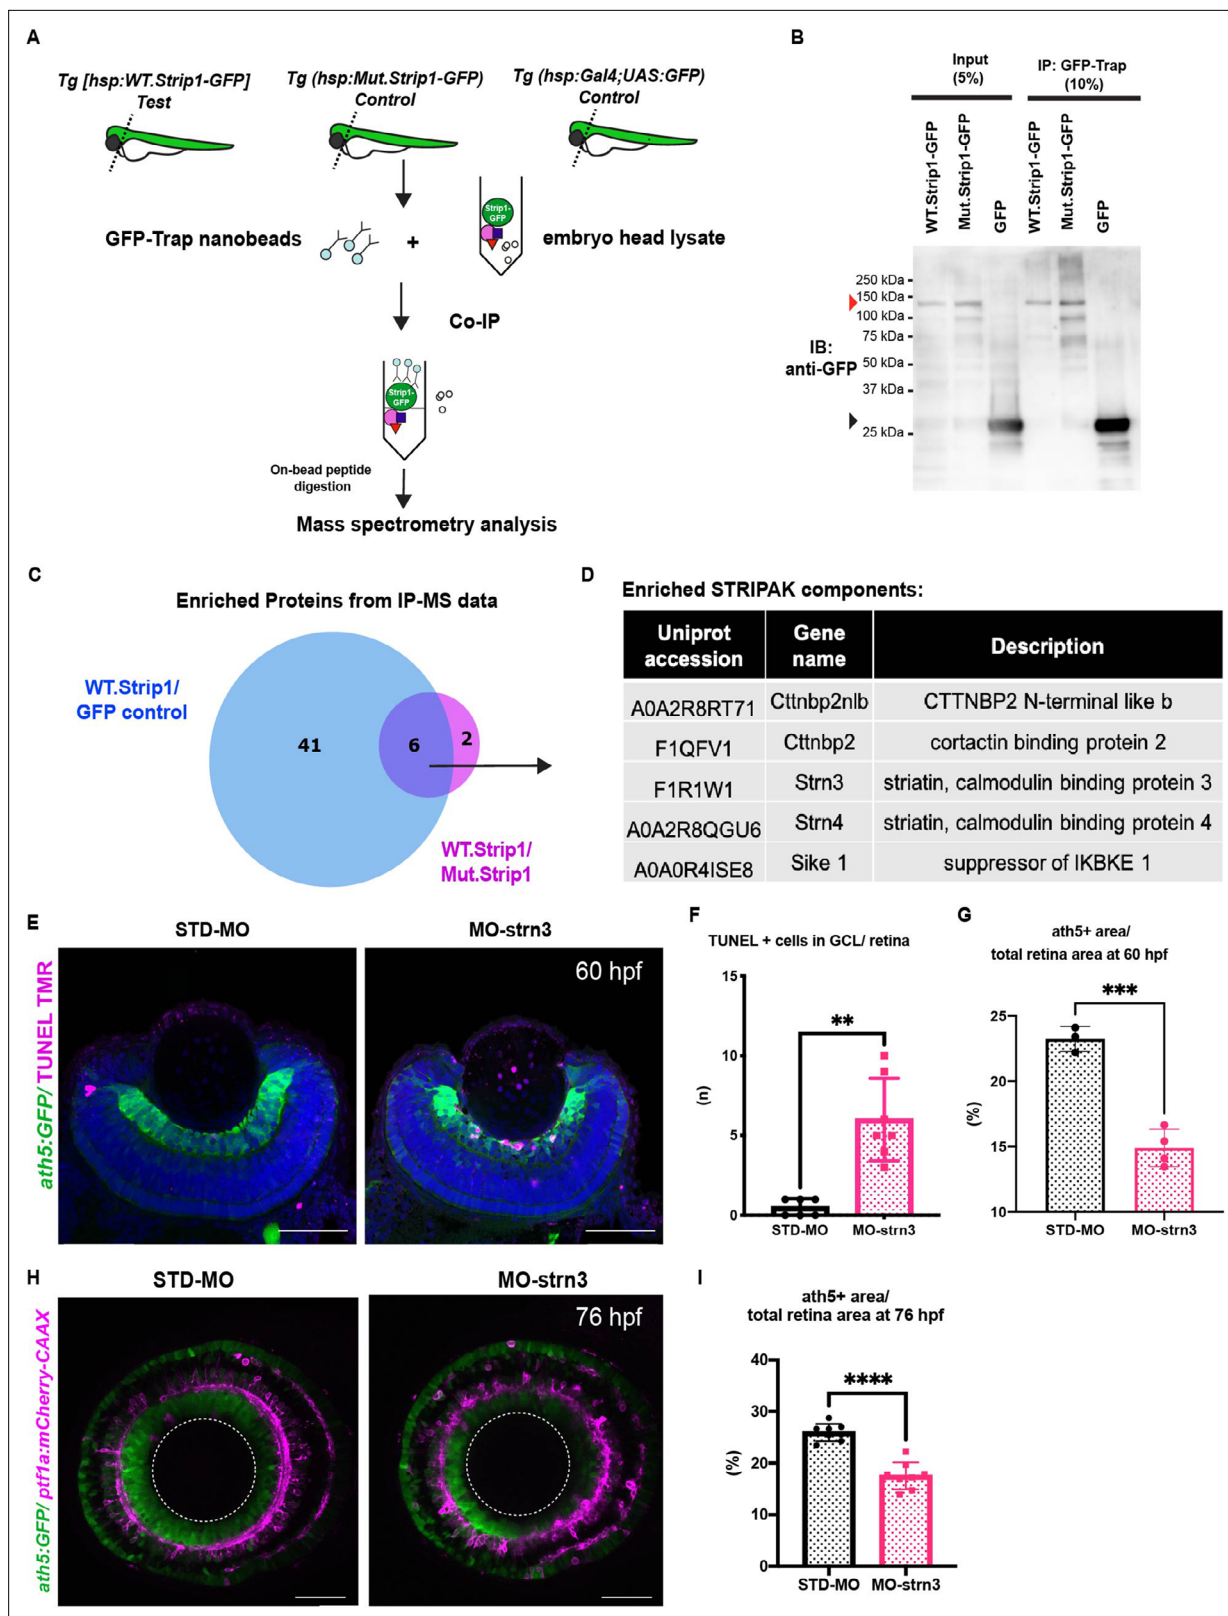 A
Tg [hsp:WT.Strip1-GFP]
Test
Tg (hsp:Mut.Strip1-GFP)
Control
Tg (hsp:Gal4;UAS:GFP)
Control
GFP-Trap nanobeads
+
Strip1-
GFP
embryo head lysate
Co-IP
Strip1-
GFP
On-bead peptide
digestion
Mass spectrometry analysis
B
Input
(5%)
IP: GFP-Trap
(10%)
WT.Strip1-GFP
Mut.Strip1-GFP
GFP
WT.Strip1-GFP
Mut.Strip1-GFP
GFP
250 kDa
150 kDa
100 kDa
75 kDa
50 kDa
37 kDa
25 kDa
IB:
anti-GFP
C
Enriched Proteins from IP-MS data
WT.Strip1/
GFP control
41
6
2
WT.Strip1/
Mut.Strip1
D
Enriched STRIPAK components:
Uniprot accession Gene name Description
A0A2R8RT71 Cttnbp2nlb CTTNBP2 N-terminal like b
F1QFV1 Cttnbp2 cortactin binding protein 2
F1R1W1 Strn3 striatin, calmodulin binding protein 3
A0A2R8QGU6 Strn4 striatin, calmodulin binding protein 4
A0A0R4ISE8 Sike 1 suppressor of IKBKE 1
E
STD-MO
MO-strn3
60 hpf
ath5:GFP/ TUNEL TMR
F
TUNEL + cells in GCL/ retina
15
10
5
0
(n)
**
STD-MO
MO-strn3
G
ath5+ area/
total retina area at 60 hpf
25
20
15
10
(%)
***
STD-MO
MO-strn3
H
STD-MO
MO-strn3
76 hpf
ath5:GFP/ ptf1a:mCherry-CAAX
I
ath5+ area/
total retina area at 76 hpf
40
30
20
10
0
(%)
****
STD-MO
MO-strn3